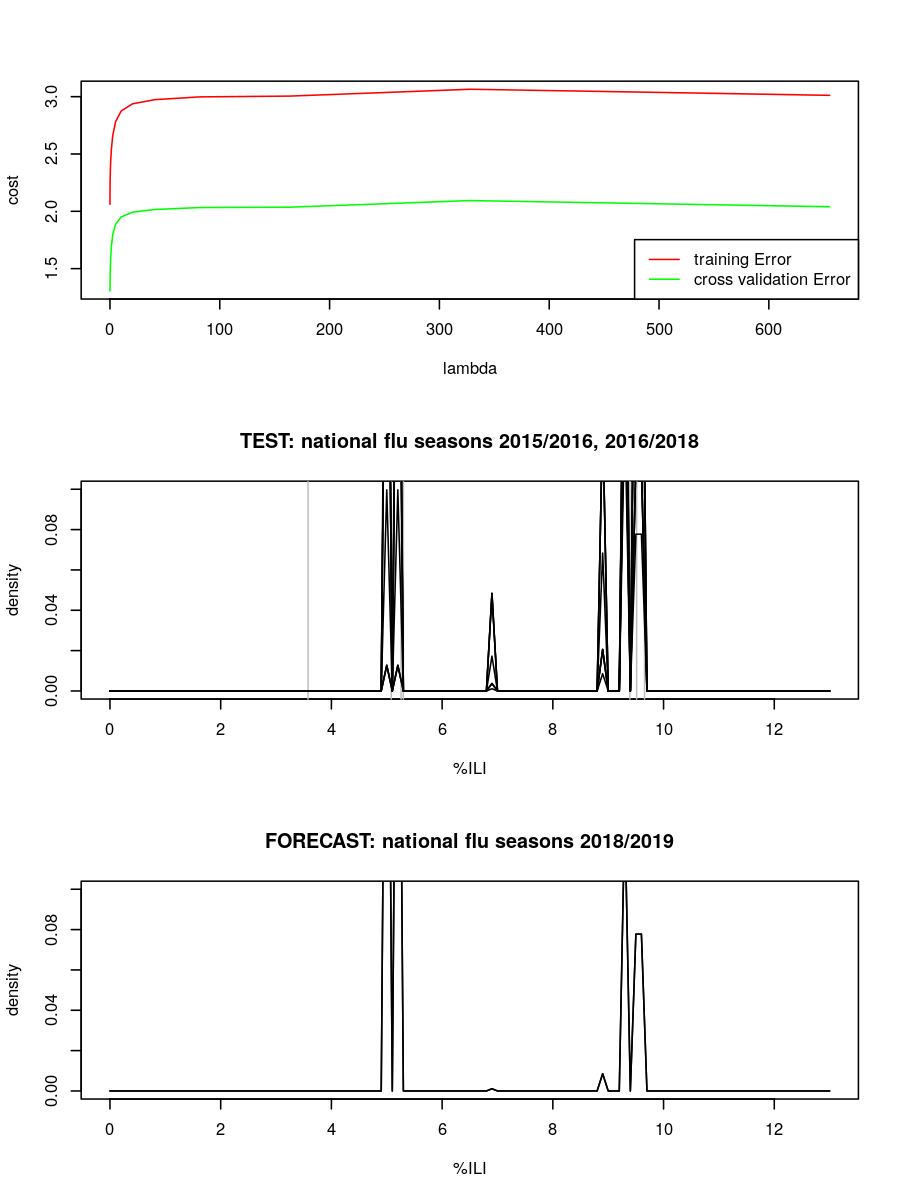 3.0
2.5
2.0
1.5
cost
training Error
cross validation Error
0 100 200 300 400 500 600
lambda
TEST: national flu seasons 2015/2016, 2016/2018
0.08
0.04
0.00
density
0 2 4 6 8 10 12
%ILI
FORECAST: national flu seasons 2018/2019
0.08
0.04
0.00
density
0 2 4 6 8 10 12
%ILI